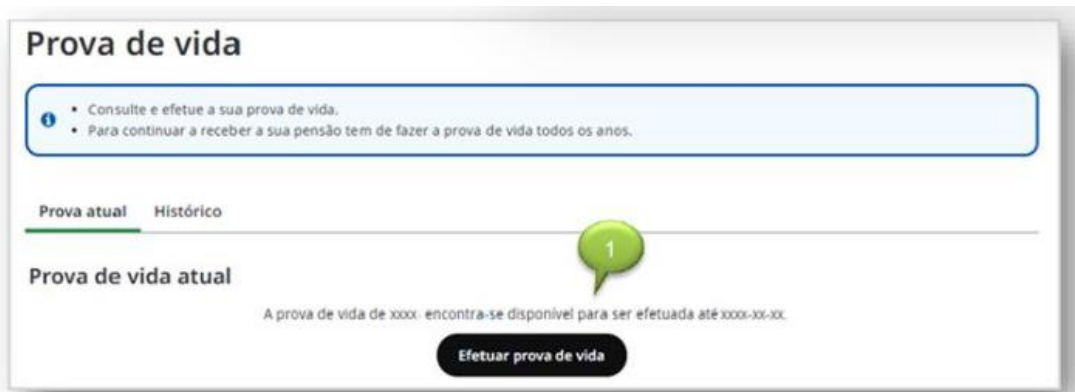 Prova de vida
Consulte e efetue a sua prova de vida.
Para continuar a receber a sua pensão tem de fazer a prova de vida todos os anos.
Prova atual Histórico
1
Prova de vida atual
A prova de vida de xxxx- encontra-se disponível para ser efetuada até xxxx-xx-xx.
Efetuar prova de vida